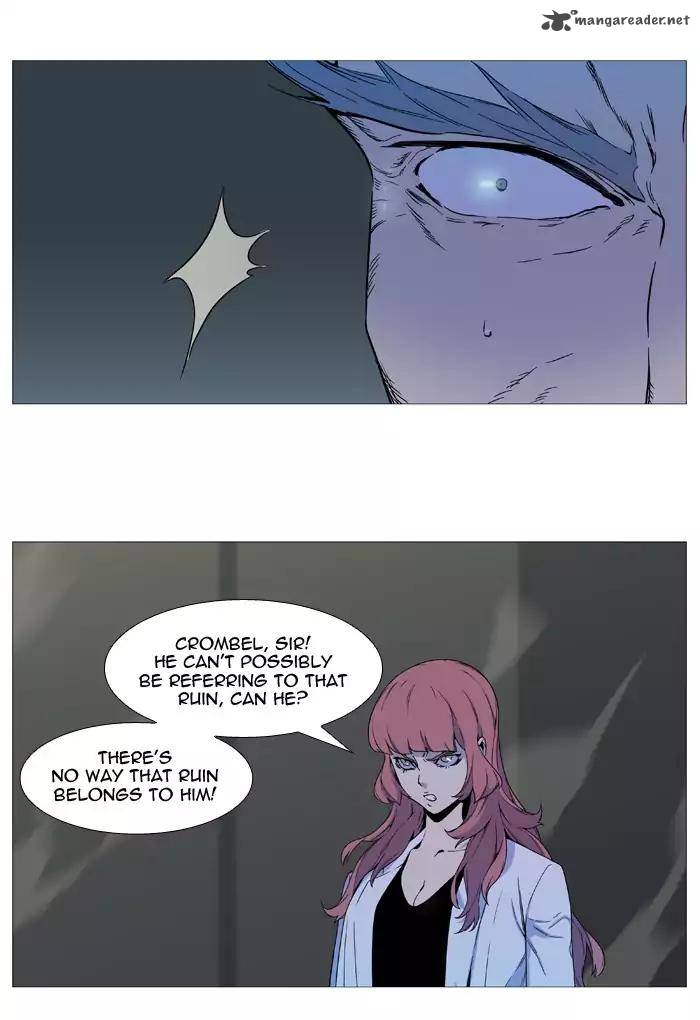 mangareader.net
CROMBEL, SIR!
HE CAN'T POSSIBLY
BE REFERRING TO THAT
RUIN, CAN HE?
THERE'S
NO WAY THAT RUIN
BELONGS TO HIM!